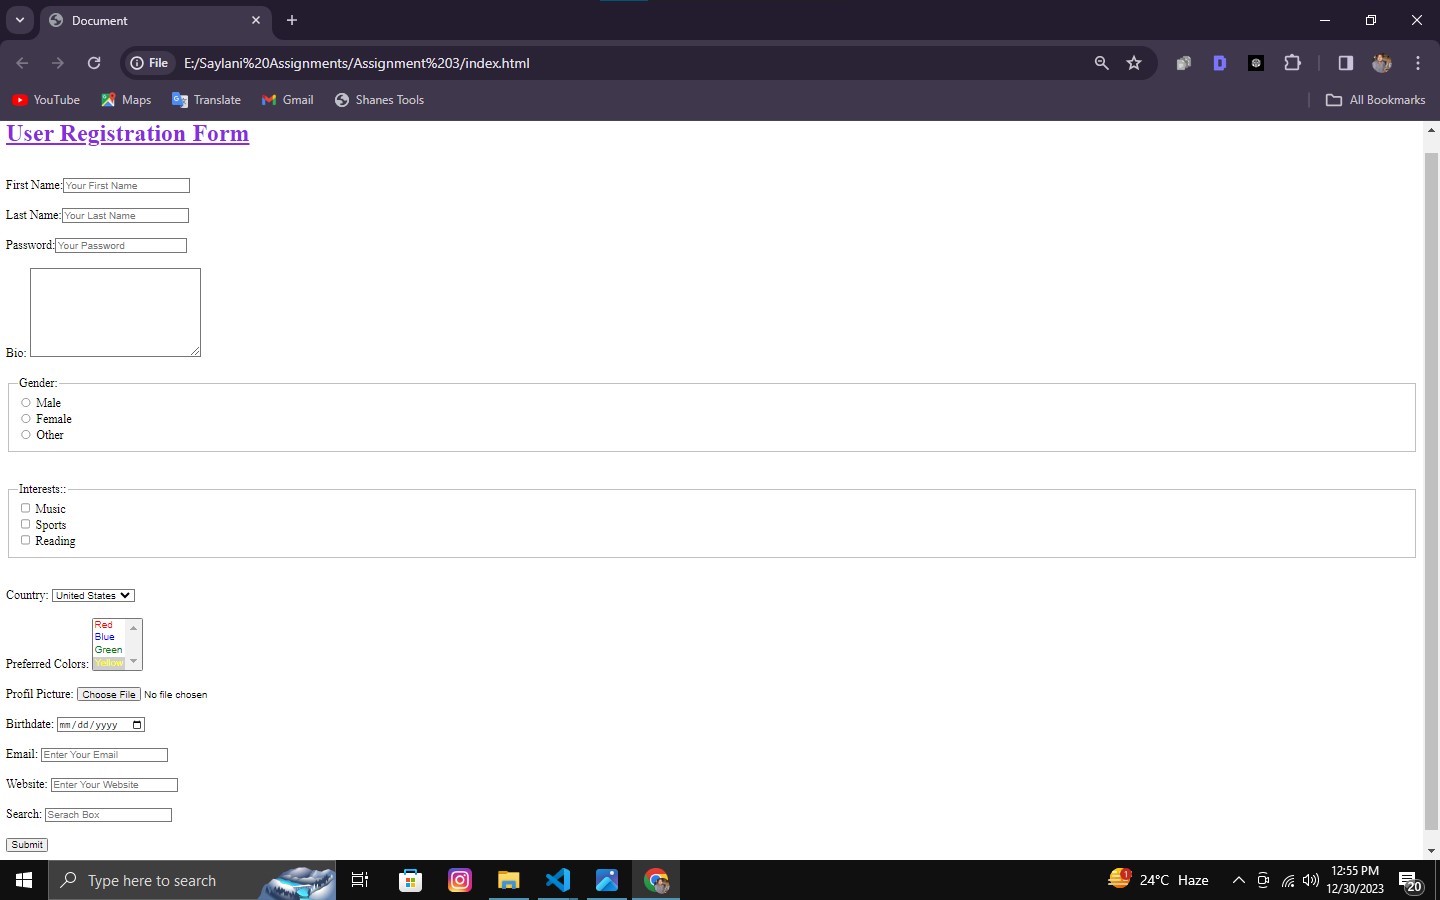 Document
File E:/Saylani%20Assignments/Assignment%203/index.html
YouTube Maps Translate Gmail Shanes Tools All Bookmarks
User Registration Form
First Name: Your First Name
Last Name: Your Last Name
Password: Your Password
Bio:
Gender:
Male
Female
Other
Interests::
Music
Sports
Reading
Country: United States
Red
Blue
Green
Yellow
Preferred Colors:
Profil Picture: Choose File No file chosen
Birthdate: mm/dd/yyyy
Email: Enter Your Email
Website: Enter Your Website
Search: Serach Box
Submit
Type here to search
1
24°C Haze
12:55 PM
12/30/2023
20